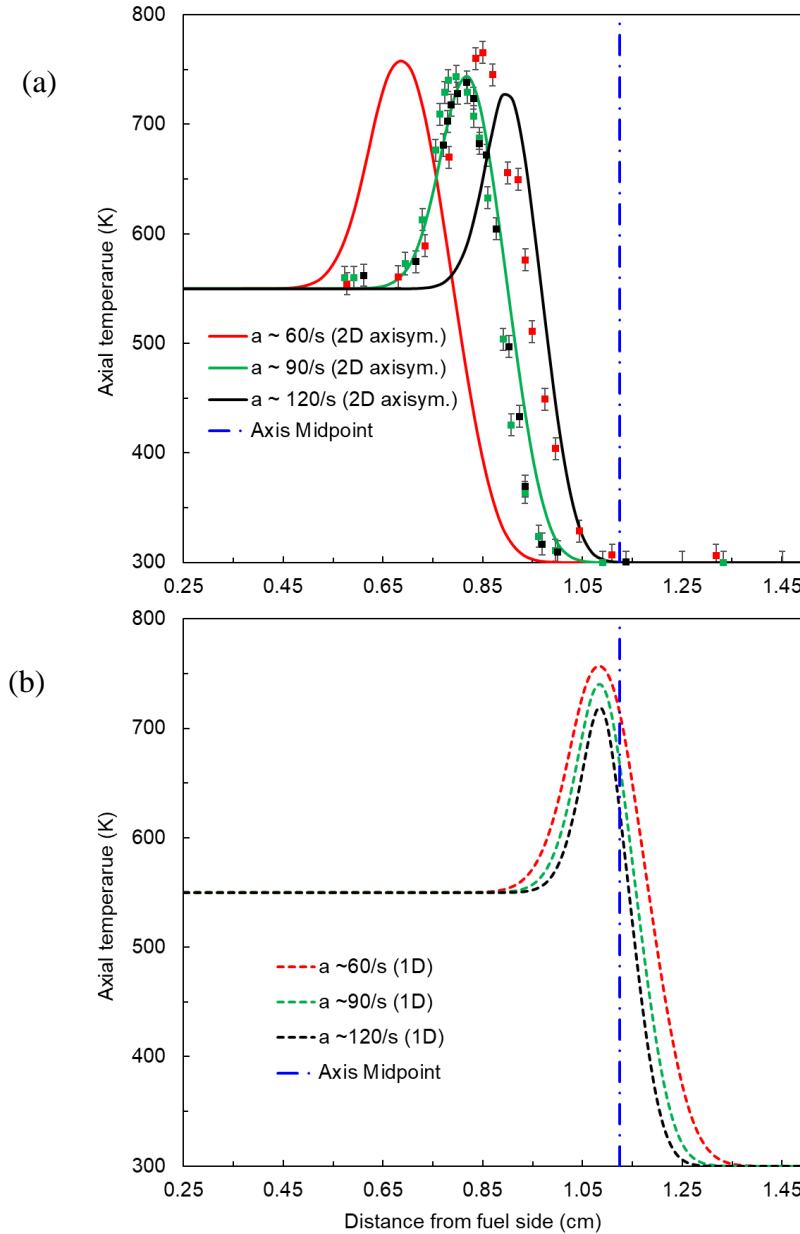 (a)
800
700
600
500
400
300
Axial temperarue (K)
a ~ 60/s (2D axisym.)
a ~ 90/s (2D axisym.)
a ~ 120/s (2D axisym.)
Axis Midpoint
0.25 0.45 0.65 0.85 1.05 1.25 1.45
(b)
800
700
600
500
400
300
Axial temperarue (K)
a ~60/s (1D)
a ~90/s (1D)
a ~120/s (1D)
Axis Midpoint
0.25 0.45 0.65 0.85 1.05 1.25 1.45
Distance from fuel side (cm)